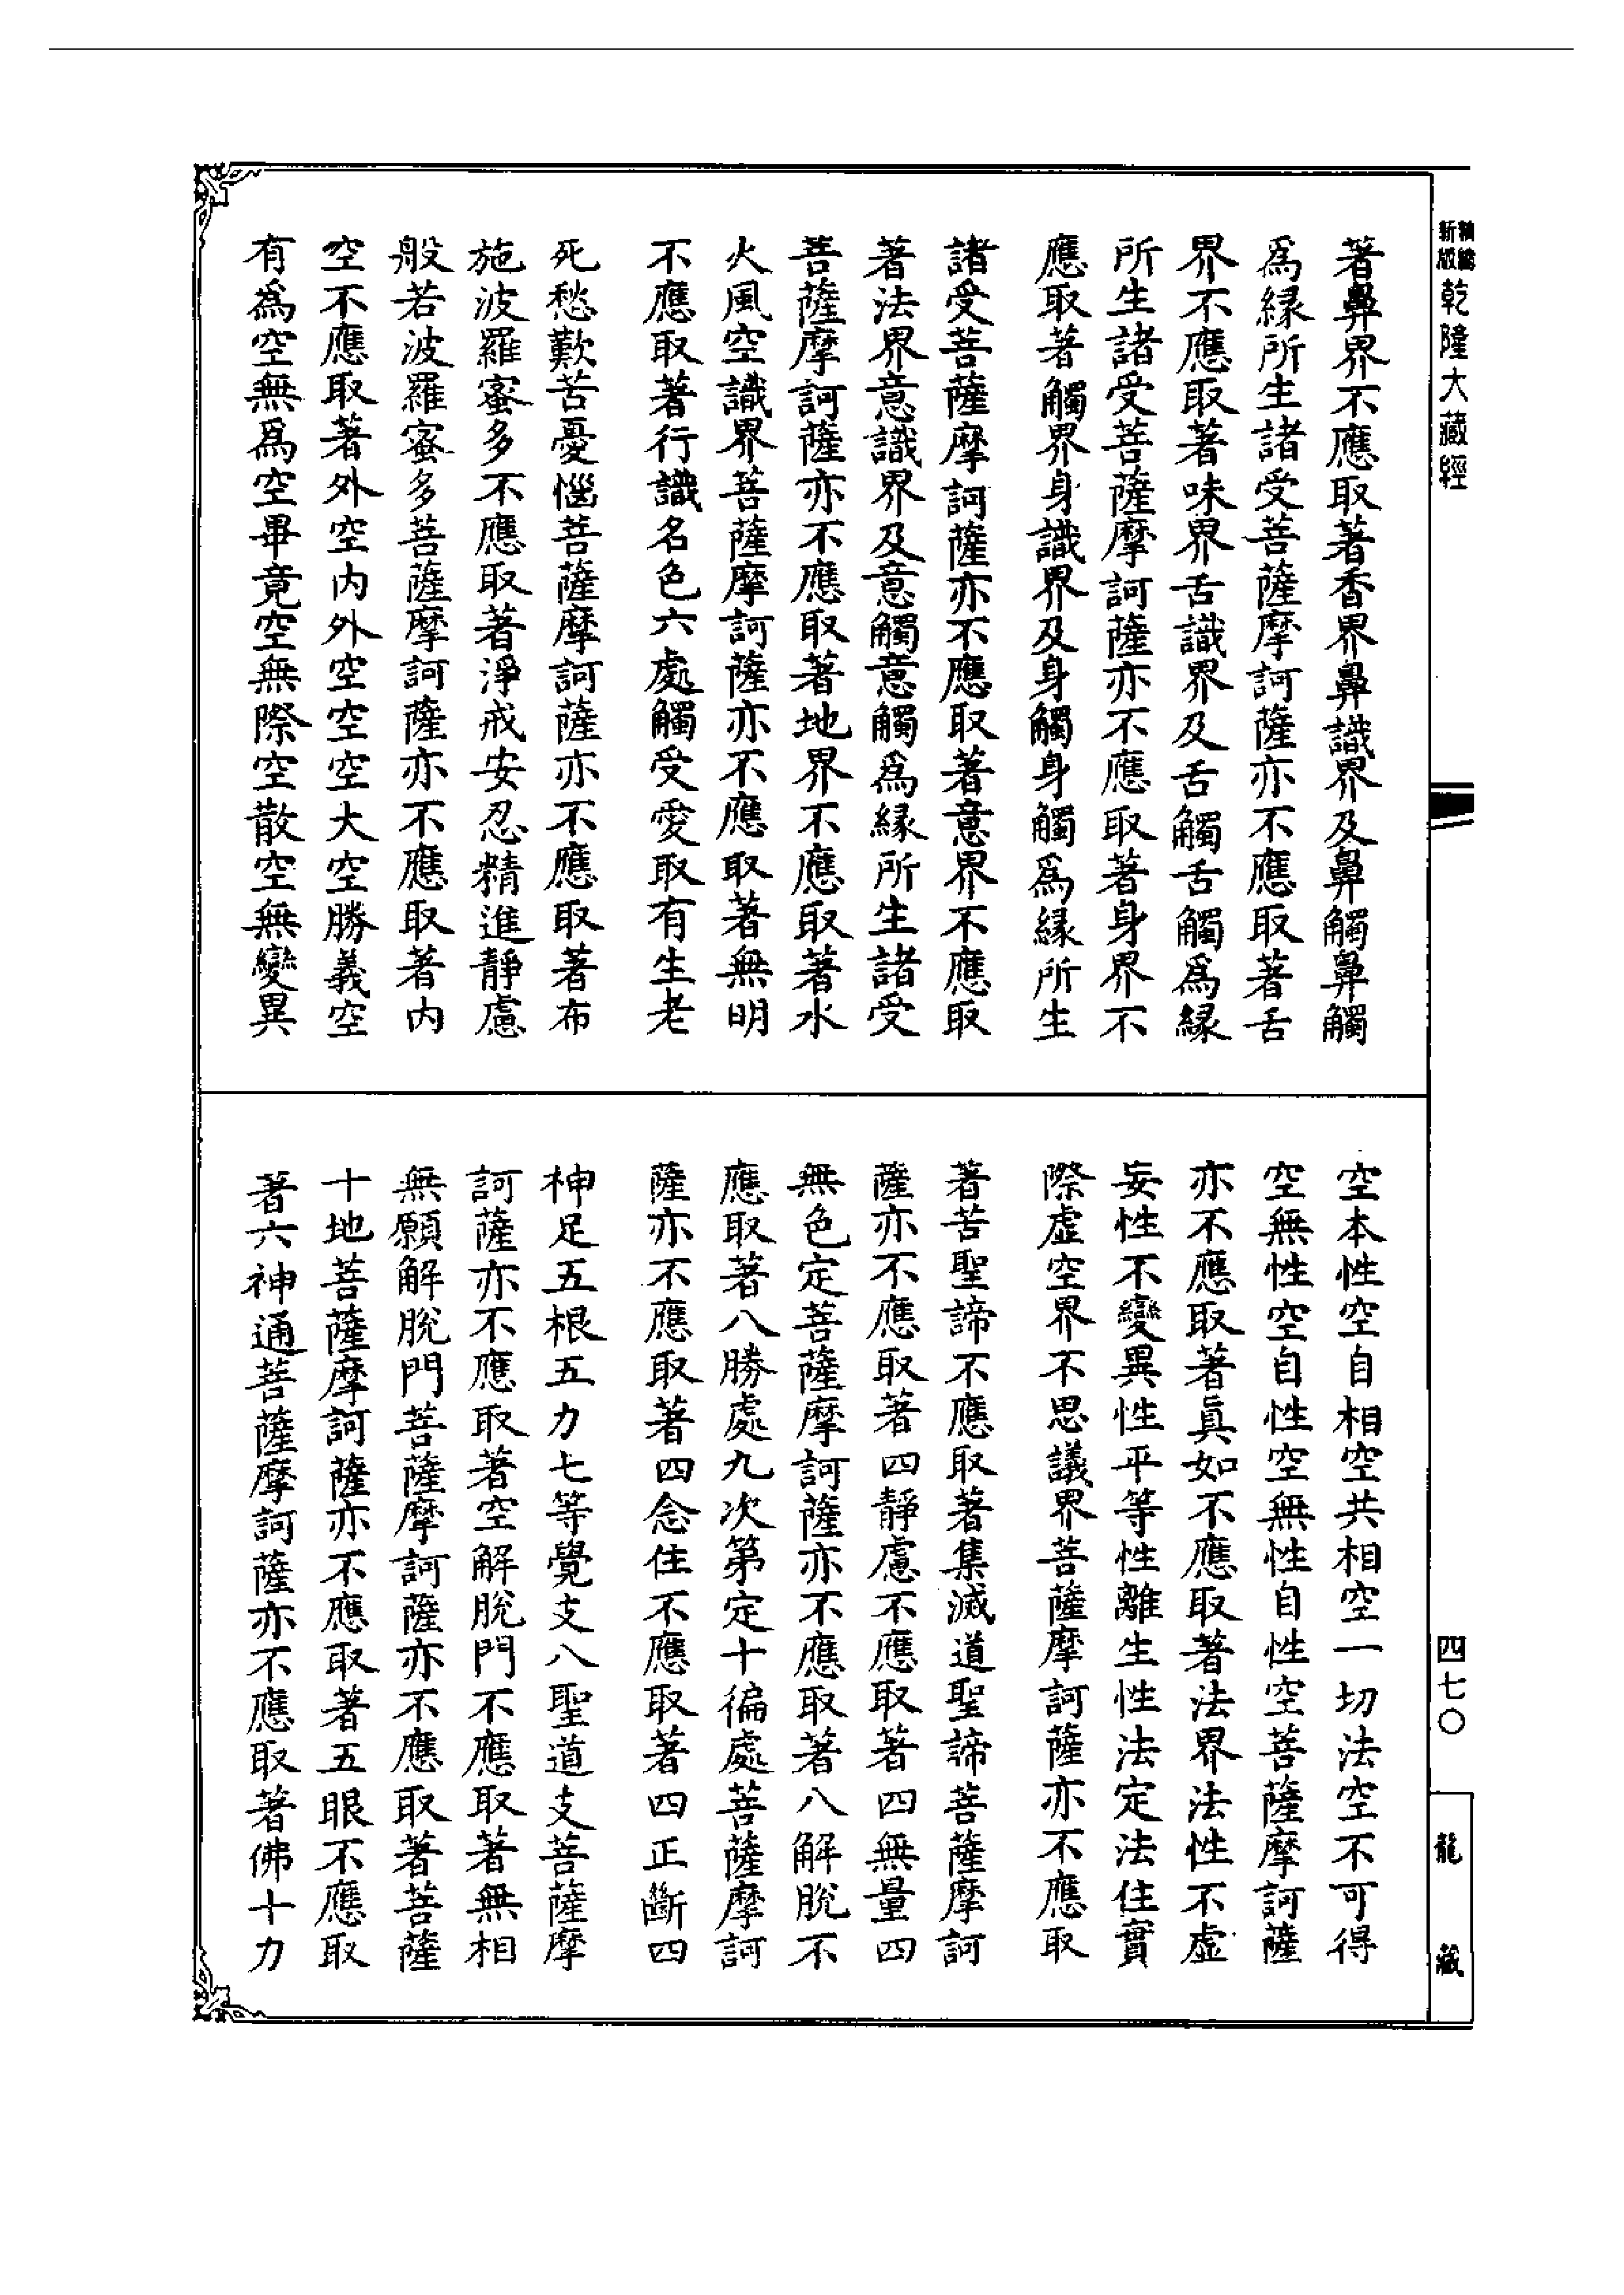 新版 精縮 乾隆大藏經
著鼻界不應取著香界鼻識界及鼻觸鼻觸
爲緣所生諸受菩薩摩訶薩亦不應取著舌
界不應取著味界舌識界及舌觸舌觸爲緣
所生諸受菩薩摩訶薩亦不應取著身界不
應取著觸界身識界及身觸身觸爲緣所生
諸受菩薩摩訶薩亦不應取著意界不應取
著法界意識界及意觸意觸爲緣所生諸受
菩薩摩訶薩亦不應取著地界不應取著水
火風空識界菩薩摩訶薩亦不應取著無明
不應取著行識名色六處觸受愛取有生老
死愁歎苦憂惱菩薩摩訶薩亦不應取著布
施波羅蜜多不應取著淨戒安忍精進靜慮
般若波羅蜜多菩薩摩訶薩亦不應取著内
空不應取著外空内外空空空大空勝義空
有爲空無爲空畢竟空無際空散空無變異
空本性空自相空共相空一切法空不可得
空無性空自性空無性自性空菩薩摩訶薩
亦不應取著眞如不應取著法界法性不虛
妄性不變異性平等性離生性法定法住實
際虛空界不思議界菩薩摩訶薩亦不應取
著苦聖諦不應取著集滅道聖諦菩薩摩訶
薩亦不應取著四靜慮不應取著四無量四
無色定菩薩摩訶薩亦不應取著八解脫不
應取著八勝處九次第定十徧處菩薩摩訶
薩亦不應取著四念住不應取著四正斷四
神足五根五力七等覺支八聖道支菩薩摩
訶薩亦不應取著空解脫門不應取著無相
無願解脫門菩薩摩訶薩亦不應取著菩薩
十地菩薩摩訶薩亦不應取著五眼不應取
著六神通菩薩摩訶薩亦不應取著佛十力
四七〇
龍藏